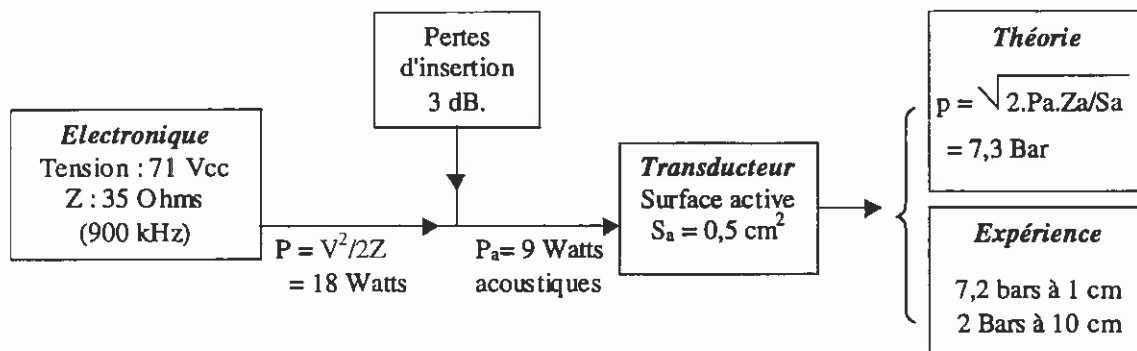 Pertes
d'insertion
3 dB.
Electronique
Tension : 71 Vcc
Z : 35 Ohms
(900 kHz)
P = V²/2Z
= 18 Watts
Pa= 9 Watts
acoustiques
Transducteur
Surface active
Sa = 0,5 cm²
Théorie
p = √2.Pa.Za/Sa
= 7,3 Bar
Expérience
7,2 bars à 1 cm
2 Bars à 10 cm